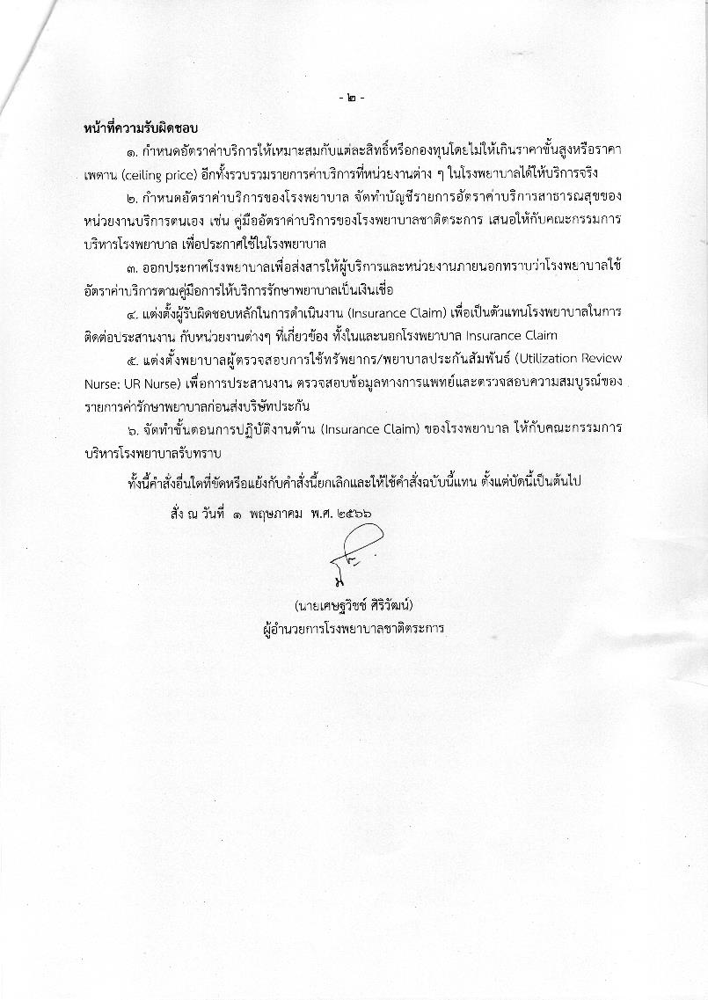 - ๒ -
หน้าที่ความรับผิดชอบ
๑. กำหนดอัตราค่าบริการให้เหมาะสมกับแต่ละสิทธิ์หรือกองทุนโดยไม่ให้เกินราคาขั้นสูงหรือราคา
เพดาน (ceiling price) อีกทั้งรวบรวมรายการค่าบริการที่หน่วยงานต่าง ๆ ในโรงพยาบาลได้ให้บริการจริง
๒. กำหนดอัตราค่าบริการของโรงพยาบาล จัดทำบัญชีรายการอัตราค่าบริการสาธารณสุขของ
หน่วยงานบริการตนเอง เช่น คู่มืออัตราค่าบริการของโรงพยาบาลชาติตระการ เสนอให้กับคณะกรรมการ
บริหารโรงพยาบาล เพื่อประกาศใช้ในโรงพยาบาล
๓. ออกประกาศโรงพยาบาลเพื่อส่งสารให้ผู้บริการและหน่วยงานภายนอกทราบว่าโรงพยาบาลใช้
อัตราค่าบริการตามคู่มือการให้บริการรักษาพยาบาลเป็นเงินเชื่อ
๔. แต่งตั้งผู้รับผิดชอบหลักในการดำเนินงาน (Insurance Claim) เพื่อเป็นตัวแทนโรงพยาบาลในการ
ติดต่อประสานงาน กับหน่วยงานต่างๆ ที่เกี่ยวข้อง ทั้งในและนอกโรงพยาบาล Insurance Claim
๕. แต่งตั้งพยาบาลผู้ตรวจสอบการใช้ทรัพยากร/พยาบาลประกันสัมพันธ์ (Utilization Review
Nurse: UR Nurse) เพื่อการประสานงาน ตรวจสอบข้อมูลทางการแพทย์และตรวจสอบความสมบูรณ์ของ
รายการค่ารักษาพยาบาลก่อนส่งบริษัทประกัน
๖. จัดทำขั้นตอนการปฏิบัติงานด้าน (Insurance Claim) ของโรงพยาบาล ให้กับคณะกรรมการ
บริหารโรงพยาบาลรับทราบ
ทั้งนี้คำสั่งอื่นใดที่ขัดหรือแย้งกับคำสั่งนี้ยกเลิกและให้ใช้คำสั่งฉบับนี้แทน ตั้งแต่บัดนี้เป็นต้นไป
สั่ง ณ วันที่ ๑ พฤษภาคม พ.ศ. ๒๕๖๖
(นายเศษฐวิชช์ ศิริวัฒน์)
ผู้อำนวยการโรงพยาบาลชาติตระการ